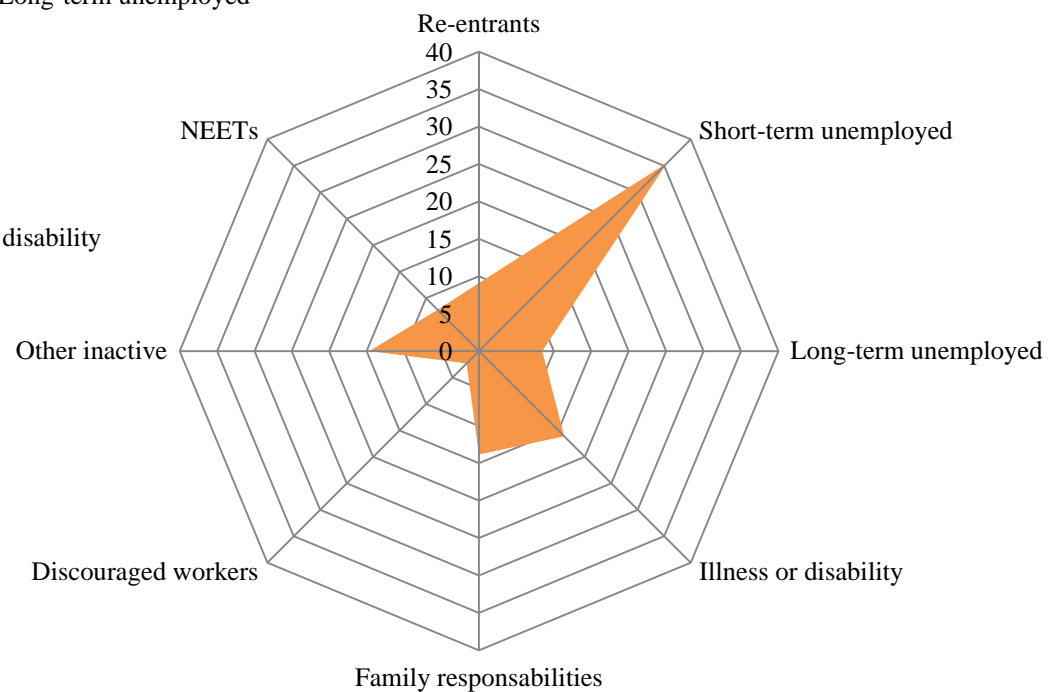 Long-term unemployed
Re-entrants
40
35
NEETs
30
Short-term unemployed
25
20
disability
15
10
5
Other inactive
0
Long-term unemployed
Discouraged workers
Illness or disability
Family responsabilities